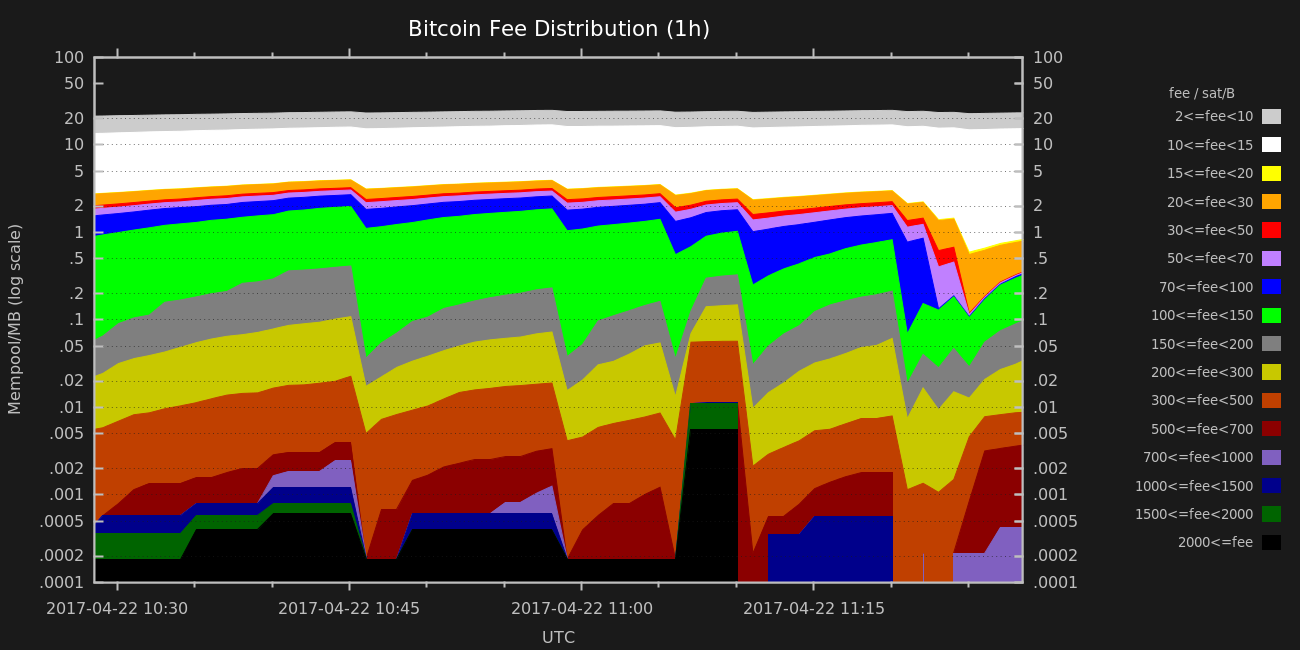 Bitcoin Fee Distribution (1h)
Mempool/MB (log scale)
100
50
20
10
5
2
1
.5
.2
.1
.05
.02
.01
.005
.002
.001
.0005
.0002
.0001
100
50
20
10
5
2
1
.5
.2
.1
.05
.02
.01
.005
.002
.001
.0005
.0002
.0001
2017-04-22 10:30
2017-04-22 10:45
2017-04-22 11:00
2017-04-22 11:15
UTC
fee / sat/B
2<=fee<10
10<=fee<15
15<=fee<20
20<=fee<30
30<=fee<50
50<=fee<70
70<=fee<100
100<=fee<150
150<=fee<200
200<=fee<300
300<=fee<500
500<=fee<700
700<=fee<1000
1000<=fee<1500
1500<=fee<2000
2000<=fee